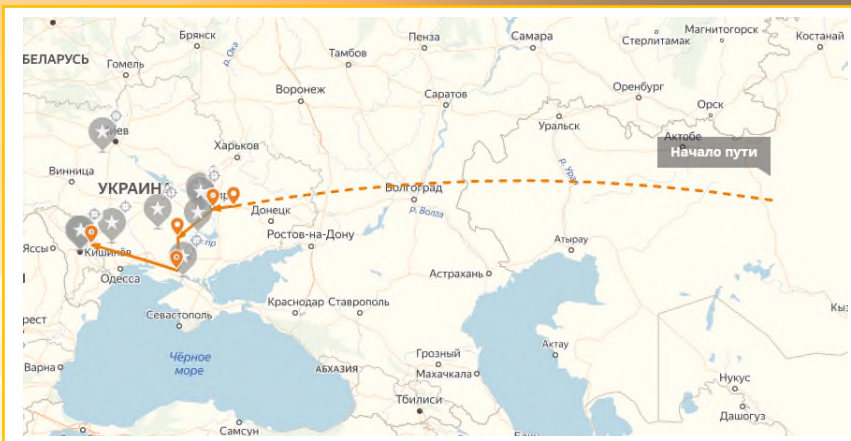 Брянск
Пенза
Самара
Магнитогорск
Стерлитамак
Костанай
БЕЛАРУСЬ
Гомель
р. Ока
Тамбов
Воронеж
Саратов
Оренбург
Орск
Уральск
Актобе
Начало пути
Харьков
Винница
УКРАИН
р. Урал
Волгоград
р. Волга
Донецк
Ростов-на-Дону
Яссы
Кишинёв
Одесса
Атырау
Астрахань
Краснодар
Ставрополь
Севастополь
Чёрное
море
Актау
Грозный
Махачкала
АБХАЗИЯ
Варна
Тбилиси
Нукус
Дашогуз
Самсун